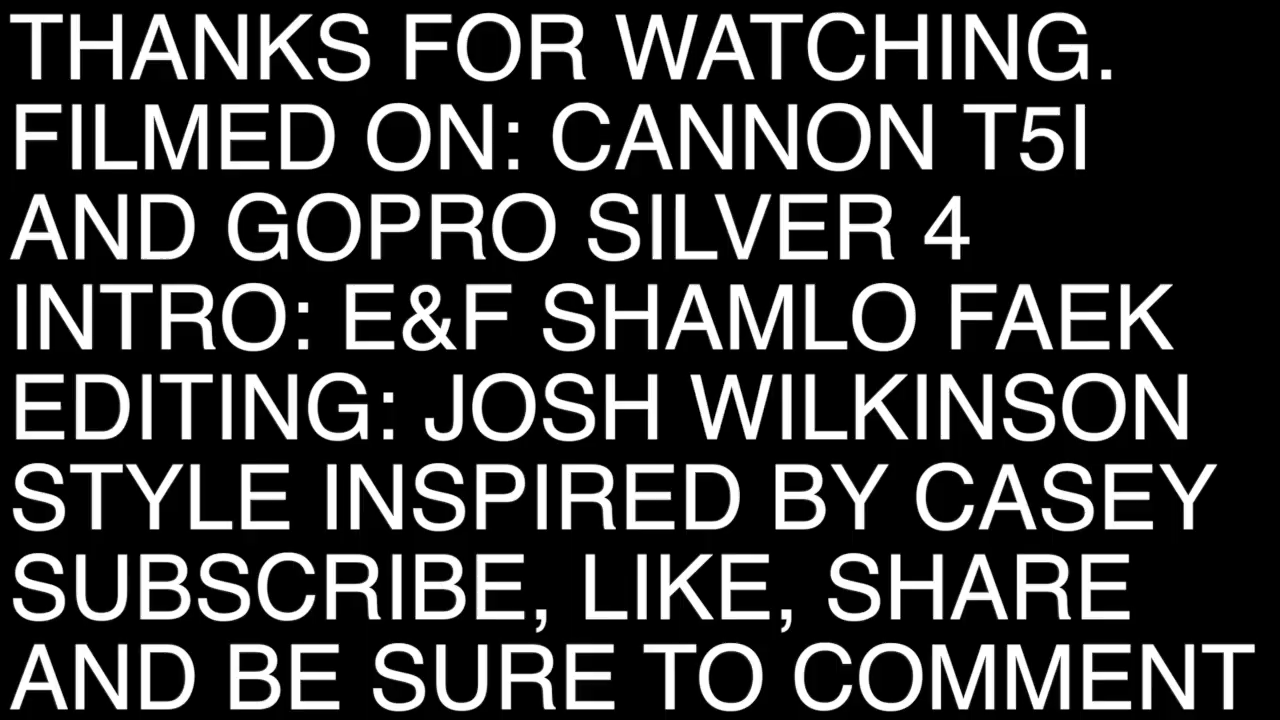 THANKS FOR WATCHING.
FILMED ON: CANNON T5I
AND GOPRO SILVER 4
INTRO: E&F SHAMLO FAEK
EDITING: JOSH WILKINSON
STYLE INSPIRED BY CASEY
SUBSCRIBE, LIKE, SHARE
AND BE SURE TO COMMENT